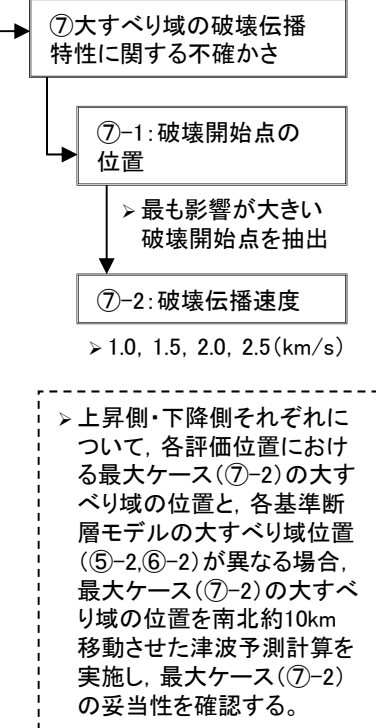 ⑦大すべり域の破壊伝播
特性に関する不確かさ
⑦-1:破壊開始点の
位置
➢ 最も影響が大きい
破壊開始点を抽出
⑦-2:破壊伝播速度
➢ 1.0, 1.5, 2.0, 2.5(km/s)
➢ 上昇側・下降側それぞれに
ついて, 各評価位置におけ
る最大ケース(⑦-2)の大す
べり域の位置と, 各基準断
層モデルの大すべり域位置
(⑤-2,⑥-2)が異なる場合,
最大ケース(⑦-2)の大すべ
り域の位置を南北約10km
移動させた津波予測計算を
実施し, 最大ケース(⑦-2)
の妥当性を確認する。